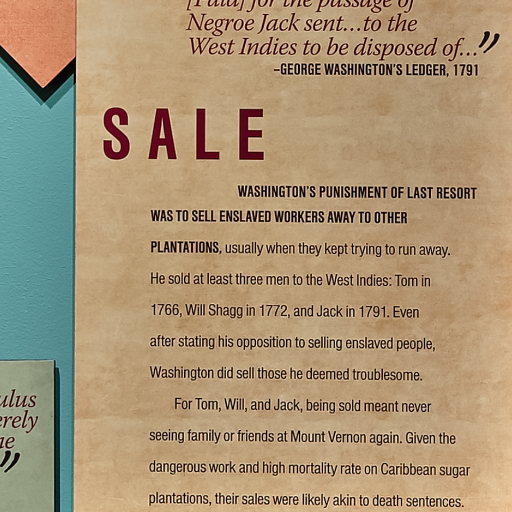 [Paid] for the passage of
Negroe Jack sent...to the
West Indies to be disposed of...”
–GEORGE WASHINGTON'S LEDGER, 1791
SALE
WASHINGTON'S PUNISHMENT OF LAST RESORT
WAS TO SELL ENSLAVED WORKERS AWAY TO OTHER
PLANTATIONS, usually when they kept trying to run away.
He sold at least three men to the West Indies: Tom in
1766, Will Shagg in 1772, and Jack in 1791. Even
after stating his opposition to selling enslaved people,
Washington did sell those he deemed troublesome.
For Tom, Will, and Jack, being sold meant never
seeing family or friends at Mount Vernon again. Given the
dangerous work and high mortality rate on Caribbean sugar
plantations, their sales were likely akin to death sentences.
”